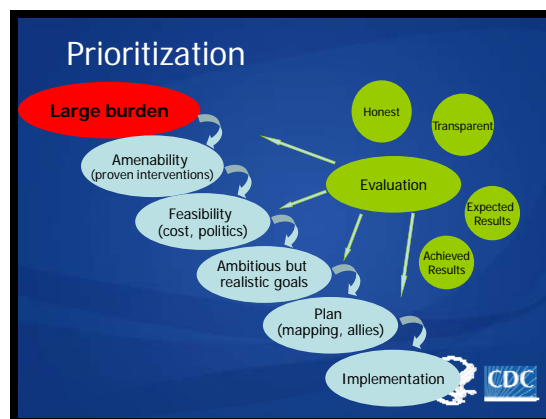 Prioritization
Large burden
Amenability
(proven interventions)
Feasibility
(cost, politics)
Ambitious but
realistic goals
Plan
(mapping, allies)
Implementation
Honest
Transparent
Evaluation
Expected
Results
Achieved
Results
CDC